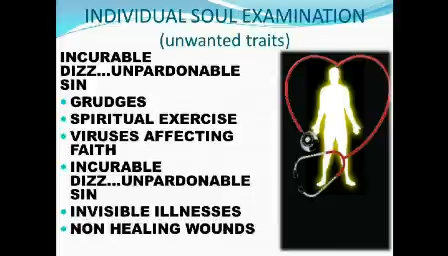 INDIVIDUAL SOUL EXAMINATION
(unwanted traits)
INCURABLE
DIZZ...UNPARDONABLE
SIN
• GRUDGES
• SPIRITUAL EXERCISE
• VIRUSES AFFECTING
FAITH
• INCURABLE
DIZZ...UNPARDONABLE
SIN
• INVISIBLE ILLNESSES
• NON HEALING WOUNDS